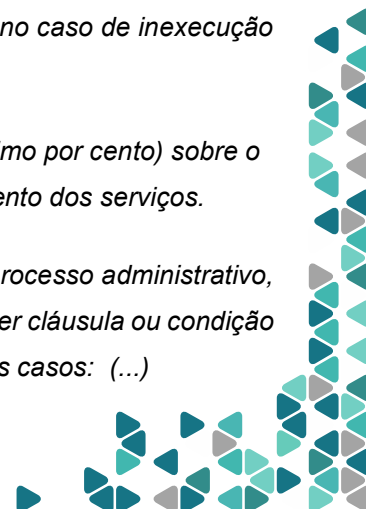 no caso de inexecução
imo por cento) sobre o
ento dos serviços.
rocesso administrativo,
er cláusula ou condição
s casos: (...)